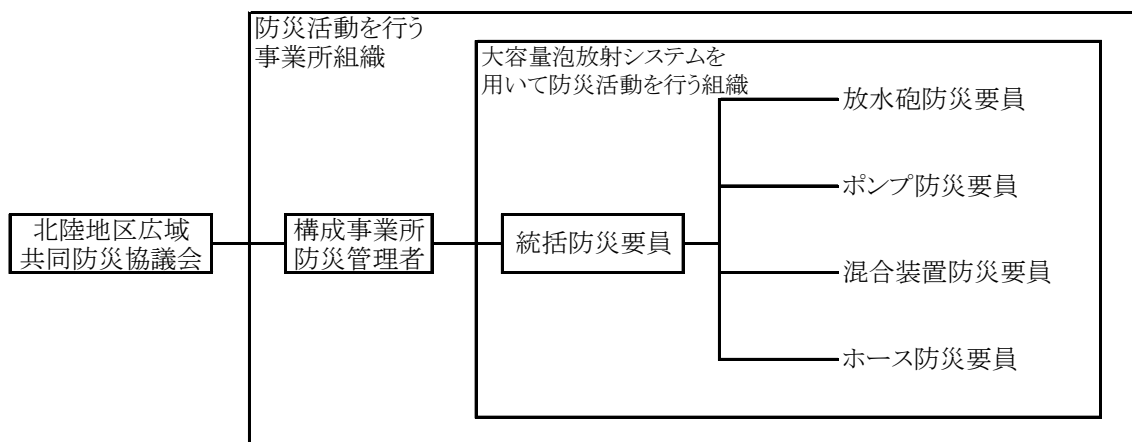 防災活動を行う
事業所組織
大容量泡放射システムを
用いて防災活動を行う組織
放水砲防災要員
ポンプ防災要員
北陸地区広域
共同防災協議会
構成事業所
防災管理者
統括防災要員
混合装置防災要員
ホース防災要員